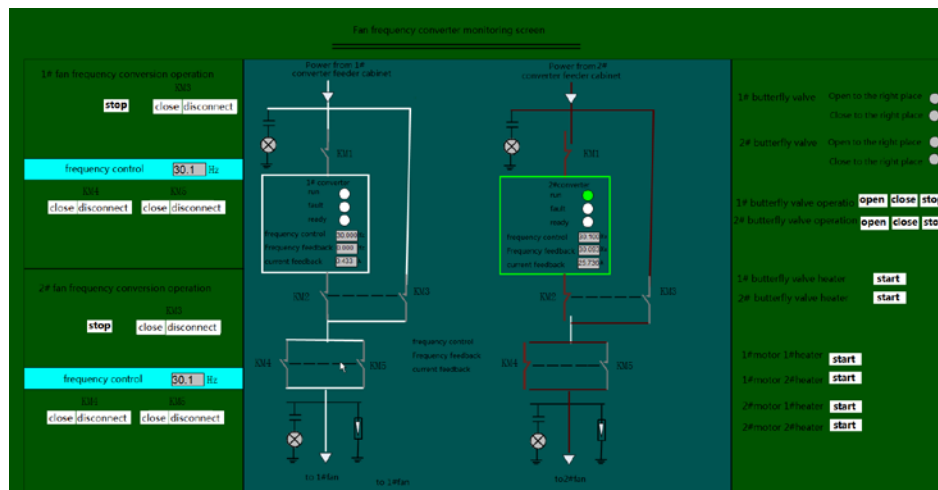 Fan frequency converter monitoring screen
1# fan frequency conversion operation
KM3
stop
close disconnect
frequency control 30.1 Hz
KM4 KM5
close disconnect close disconnect
2# fan frequency conversion operation
KM3
stop
close disconnect
frequency control 30.1 Hz
KM4 KM5
close disconnect close disconnect
Power from 1#
converter feeder cabinet
KM1
1# converter
run
fault
ready
frequency control 30.000
Frequency feedback 0.000
current feedback 3.433
KM2 KM3
KM4 KM5
to 1#fan
to 1#fan
frequency control
Frequency feedback
current feedback
Power from 2#
converter feeder cabinet
KM1
2#converter
run
fault
ready
frequency control
Frequency feedback
current feedback
KM2 KM3
KM4 KM5
to2#fan
1# butterfly valve Open to the right place
Close to the right place
2# butterfly valve Open to the right place
Close to the right place
1# butterfly valve operatio open close sto
2# butterfly valve operation open close sto
1# butterfly valve heater start
2# butterfly valve heater start
1#motor 1#heater start
1#motor 2#heater start
2#motor 1#heater start
2#motor 2#heater start